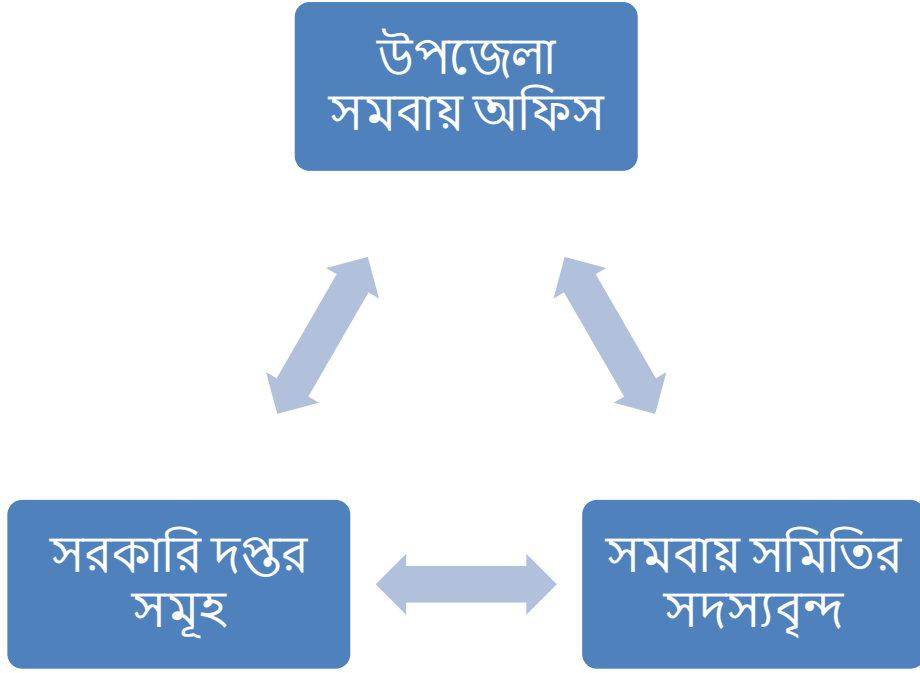 উপজেলা
সমবায় অফিস
সরকারি দপ্তর
সমূহ
সমবায় সমিতির
সদস্যবৃন্দ